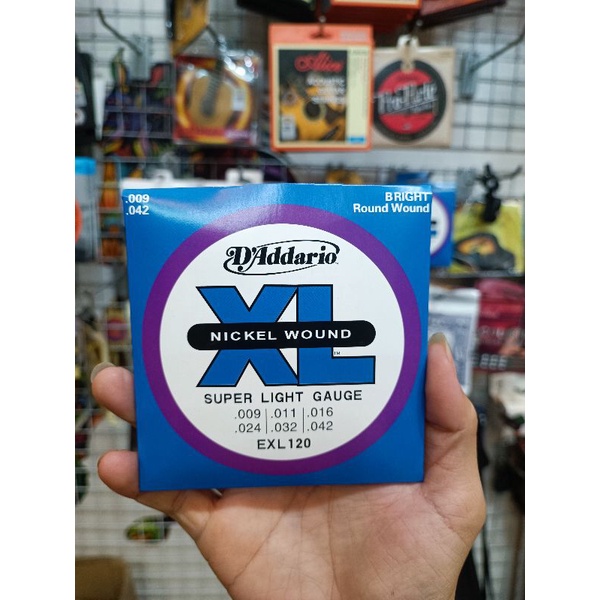 .009
.042
BRIGHT
Round Wound
D'Addario
XL
NICKEL WOUND
TM
SUPER LIGHT GAUGE
.009 .011 .016
.024 .032 .042
EXL120
Alice